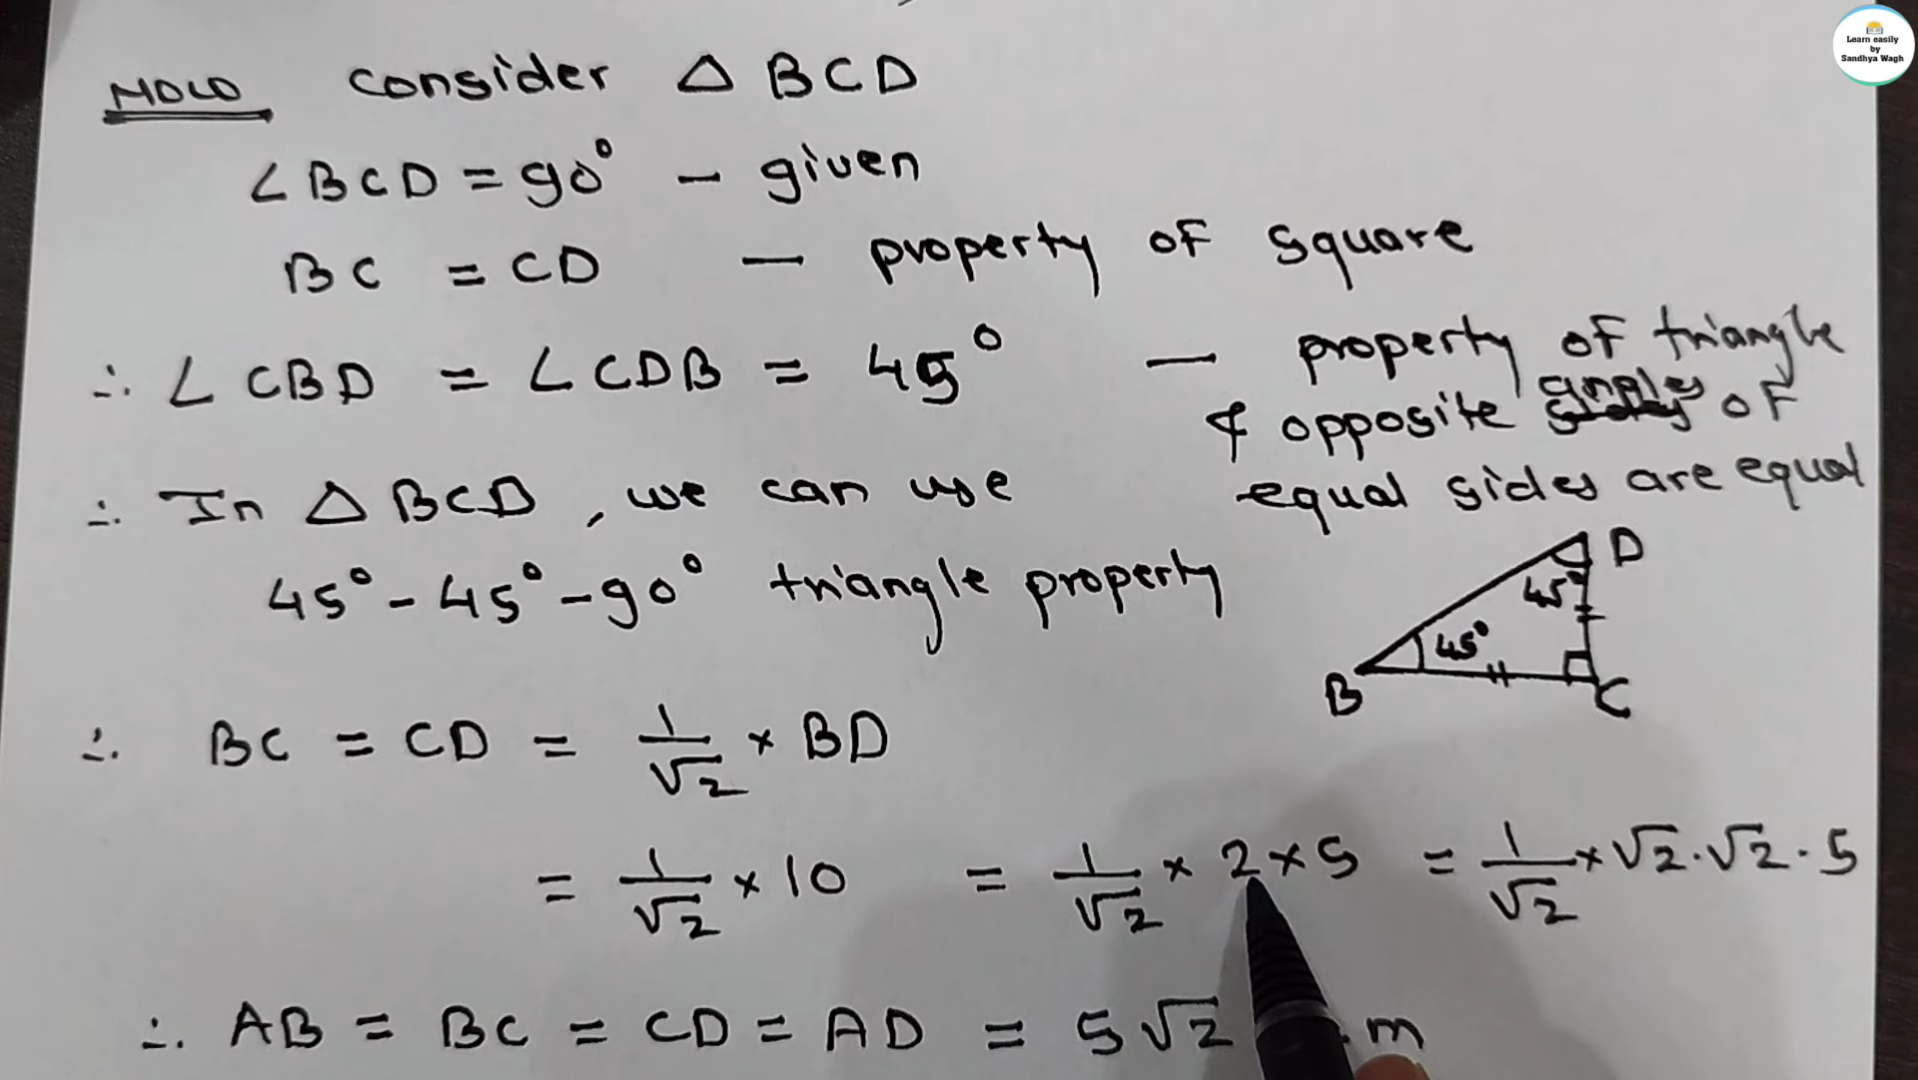 Now consider △ BCD
∠BCD = 90° - given
BC = CD - property of square
∴ ∠CBD = ∠CDB = 45° - property of triangle
& opposite angles of
equal sides are equal
∴ In △ BCD, we can use
45° - 45° - 90° triangle property
D
45°
45°
B
C
∴ BC = CD = 1/√2 × BD
= 1/√2 × 10 = 1/√2 × 2 × 5 = 1/√2 × √2 · √2 · 5
∴ AB = BC = CD = AD = 5√2 m
Learn easily
by
Sandhya Wagh